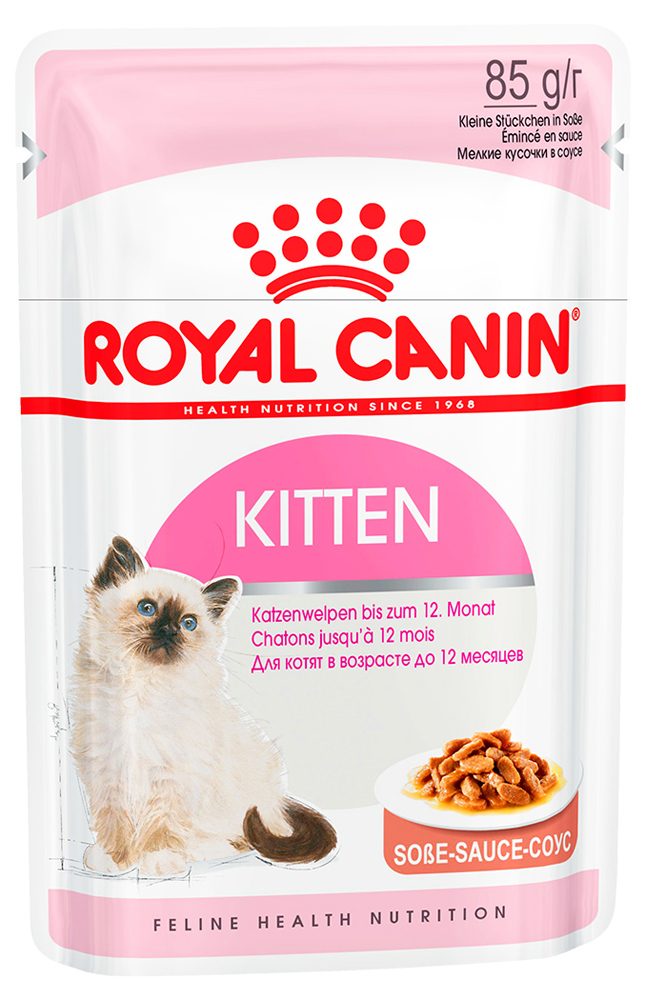 85 g/г
Kleine Stückchen in Soße
Émincé en sauce
Мелкие кусочки в соусе
ROYAL CANIN®
HEALTH NUTRITION SINCE 1968
KITTEN
Katzenwelpen bis zum 12. Monat
Chatons jusqu'à 12 mois
Для котят в возрасте до 12 месяцев
SOßE-SAUCE-СОУС
FELINE HEALTH NUTRITION